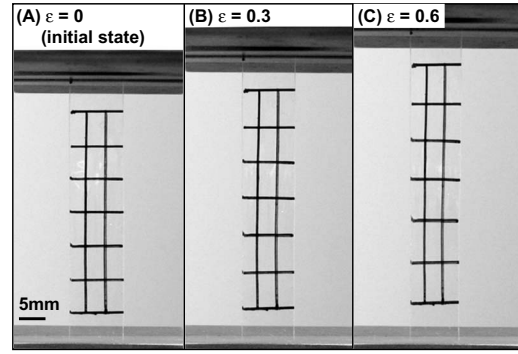 (A) ε = 0
(initial state)
(B) ε = 0.3
(C) ε = 0.6
5mm